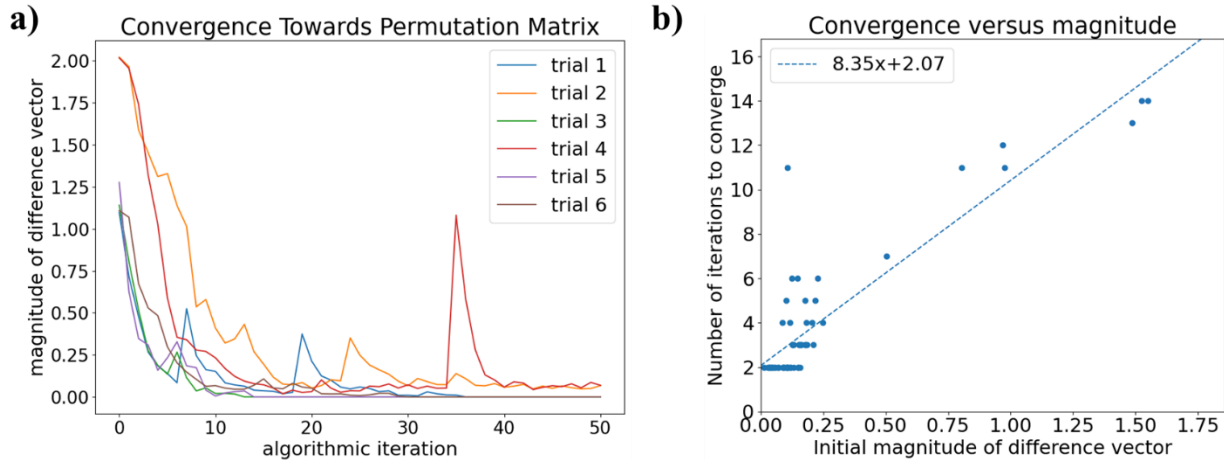 a)
Convergence Towards Permutation Matrix
magnitude of difference vector
2.00
1.75
1.50
1.25
1.00
0.75
0.50
0.25
0.00
trial 1
trial 2
trial 3
trial 4
trial 5
trial 6
0 10 20 30 40 50
algorithmic iteration
b)
Convergence versus magnitude
Number of iterations to converge
16
14
12
10
8
6
4
2
0
8.35x+2.07
0.00 0.25 0.50 0.75 1.00 1.25 1.50 1.75
Initial magnitude of difference vector